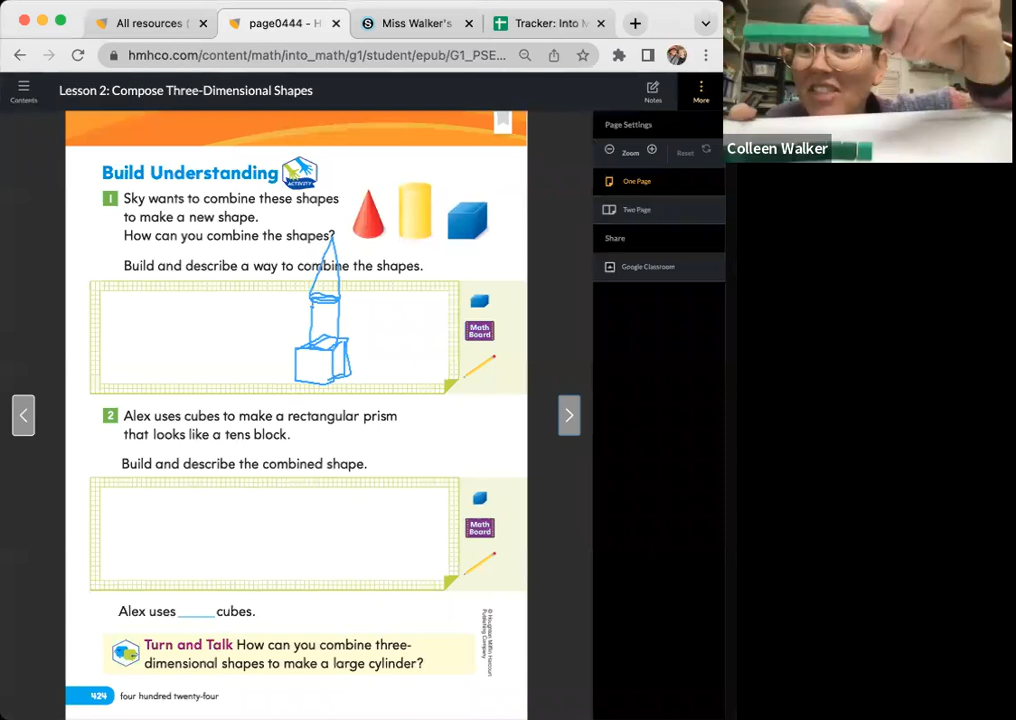 All resources (
page0444 - H
Miss Walker's
Tracker: Into M
hmhco.com/content/math/into_math/g1/student/epub/G1_PSE...
Contents
Lesson 2: Compose Three-Dimensional Shapes
Notes
More
Colleen Walker
Page Settings
Zoom
Reset
One Page
Two Page
Share
Google Classroom
Build Understanding
ACTIVITY
1 Sky wants to combine these shapes
to make a new shape.
How can you combine the shapes?
Build and describe a way to combine the shapes.
Math
Board
2 Alex uses cubes to make a rectangular prism
that looks like a tens block.
Build and describe the combined shape.
Math
Board
Alex uses _____ cubes.
© Houghton Mifflin Harcourt
Publishing Company
Turn and Talk How can you combine three-
dimensional shapes to make a large cylinder?
424 four hundred twenty-four